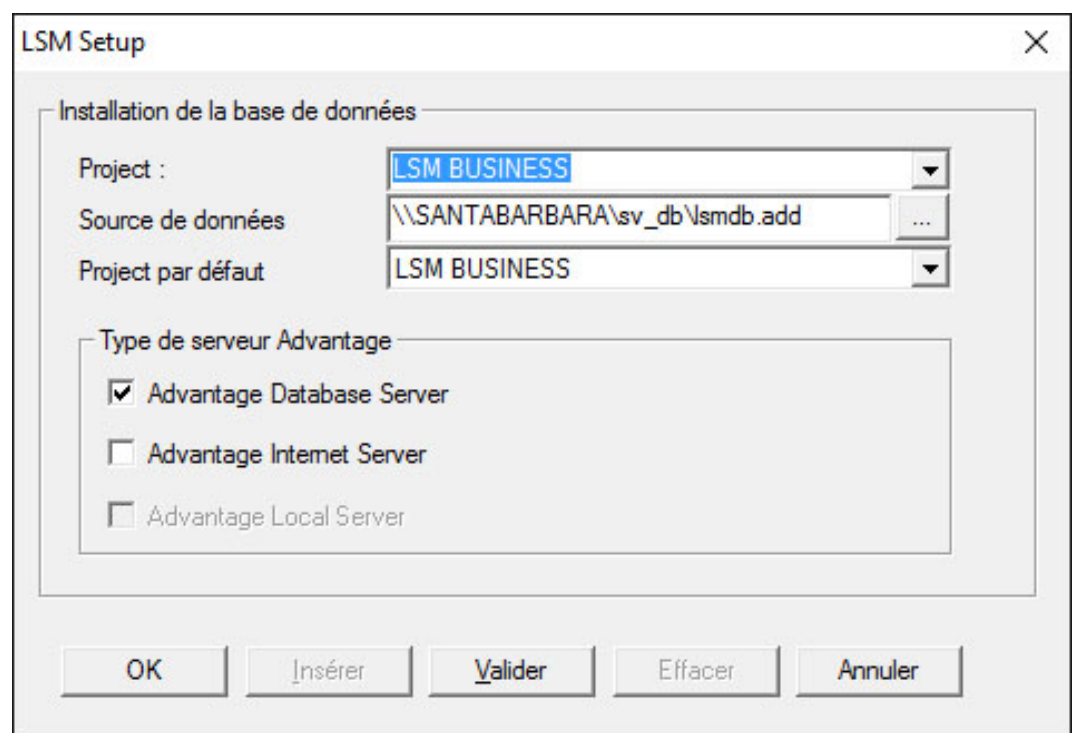 LSM Setup
Installation de la base de données
Project : LSM BUSINESS
Source de données \\SANTABARBARA\sv_db\lsmdb.add ...
Project par défaut LSM BUSINESS
Type de serveur Advantage
Advantage Database Server
Advantage Internet Server
Advantage Local Server
OK Insérer Valider Effacer Annuler